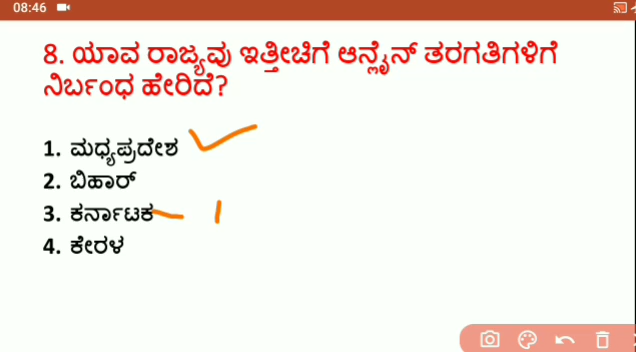 08:46
8. ಯಾವ ರಾಜ್ಯವು ಇತ್ತೀಚಿಗೆ ಆನ್ಲೈನ್ ತರಗತಿಗಳಿಗೆ
ನಿರ್ಬಂಧ ಹೇರಿದೆ?
1. ಮಧ್ಯಪ್ರದೇಶ
2. ಬಿಹಾರ್
3. ಕರ್ನಾಟಕ
4. ಕೇರಳ